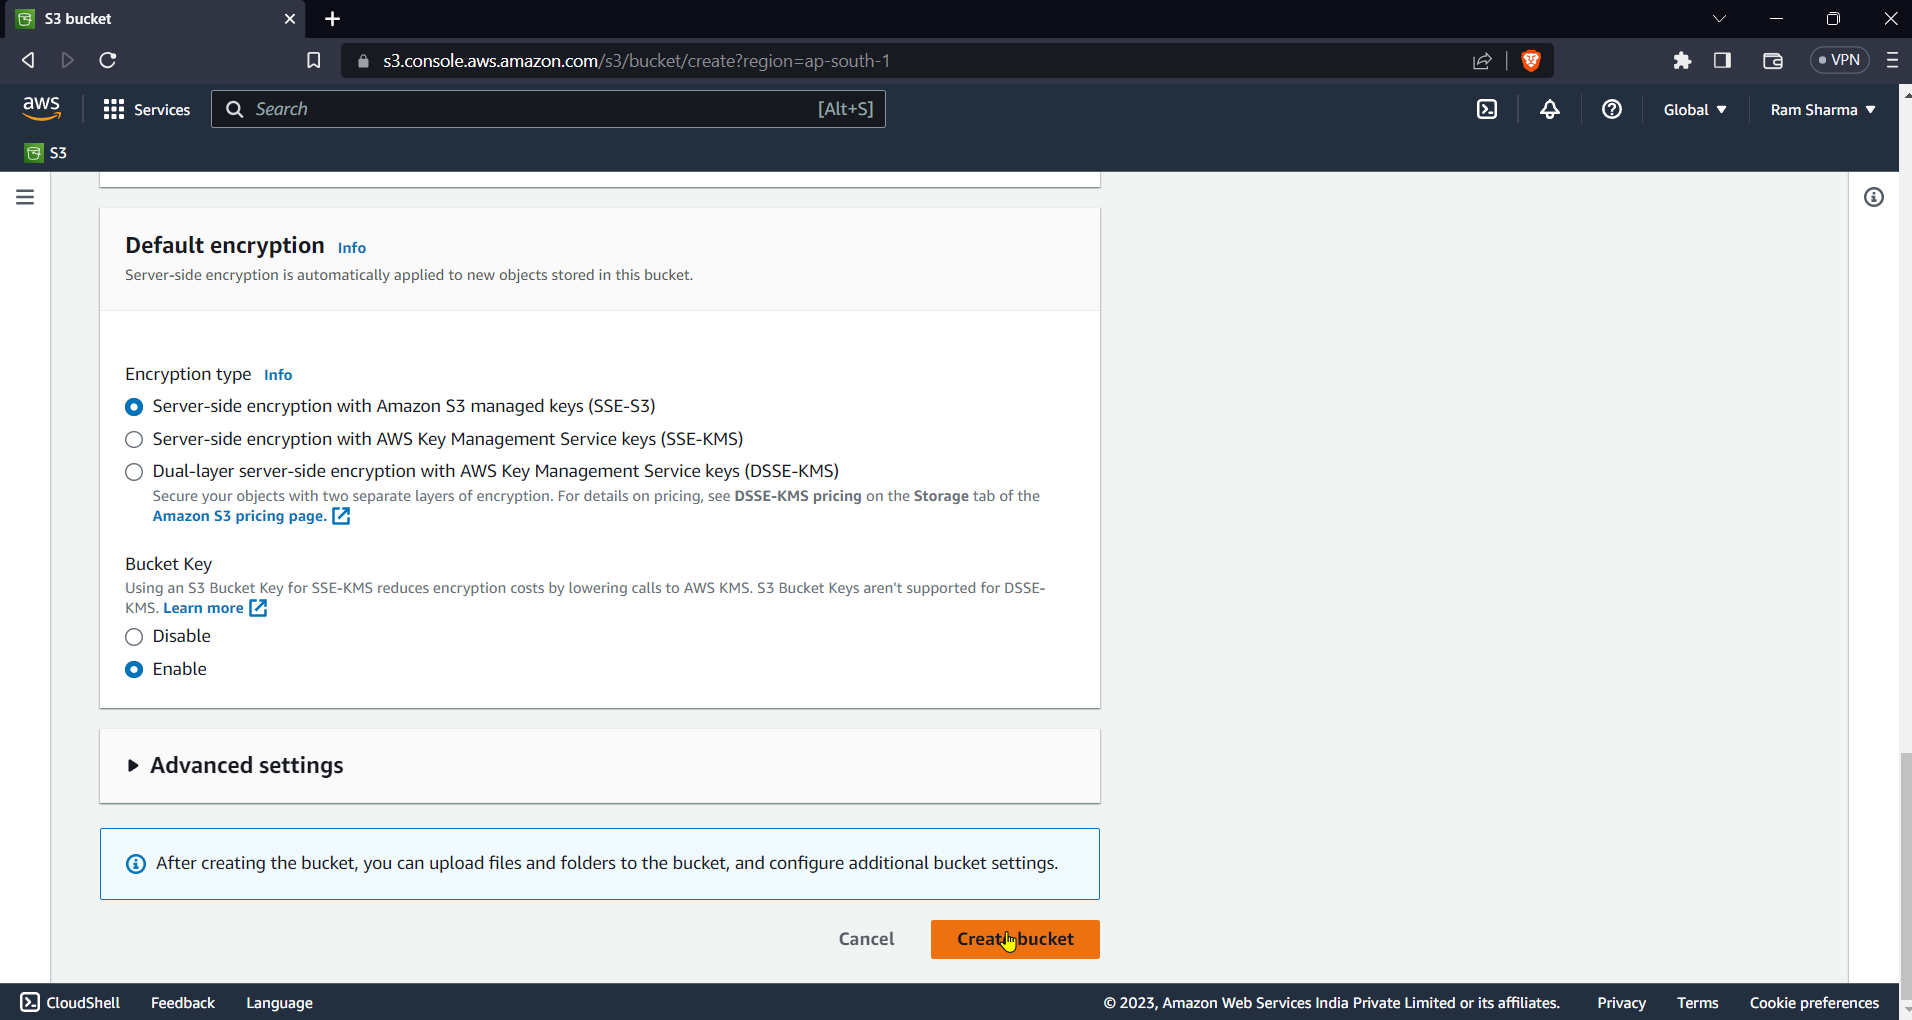 S3 bucket
s3.console.aws.amazon.com/s3/bucket/create?region=ap-south-1
VPN
aws
Services
Search
[Alt+S]
Global
Ram Sharma
S3
Default encryption Info
Server-side encryption is automatically applied to new objects stored in this bucket.
Encryption type Info
Server-side encryption with Amazon S3 managed keys (SSE-S3)
Server-side encryption with AWS Key Management Service keys (SSE-KMS)
Dual-layer server-side encryption with AWS Key Management Service keys (DSSE-KMS)
Secure your objects with two separate layers of encryption. For details on pricing, see DSSE-KMS pricing on the Storage tab of the
Amazon S3 pricing page.
Bucket Key
Using an S3 Bucket Key for SSE-KMS reduces encryption costs by lowering calls to AWS KMS. S3 Bucket Keys aren't supported for DSSE-
KMS. Learn more
Disable
Enable
Advanced settings
After creating the bucket, you can upload files and folders to the bucket, and configure additional bucket settings.
Cancel
Create bucket
CloudShell
Feedback
Language
© 2023, Amazon Web Services India Private Limited or its affiliates.
Privacy
Terms
Cookie preferences